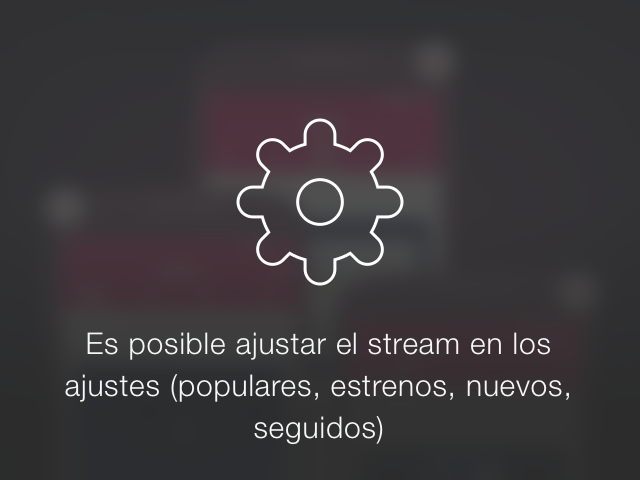 Es posible ajustar el stream en los
ajustes (populares, estrenos, nuevos,
seguidos)